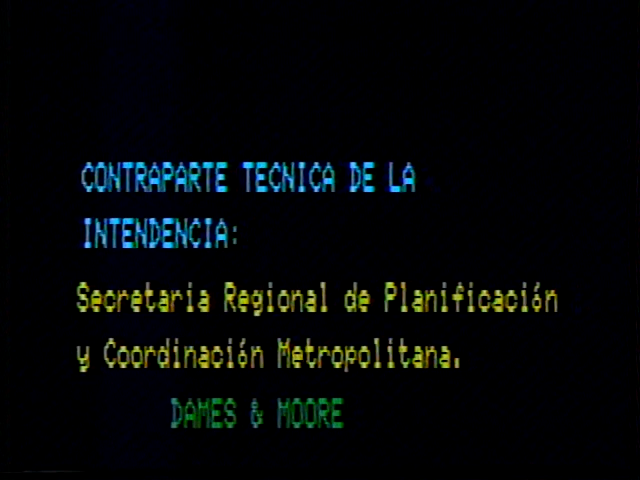 CONTRAPARTE TECNICA DE LA
INTENDENCIA:
Secretaria Regional de Planificación
y Coordinación Metropolitana.
DAMES & MOORE